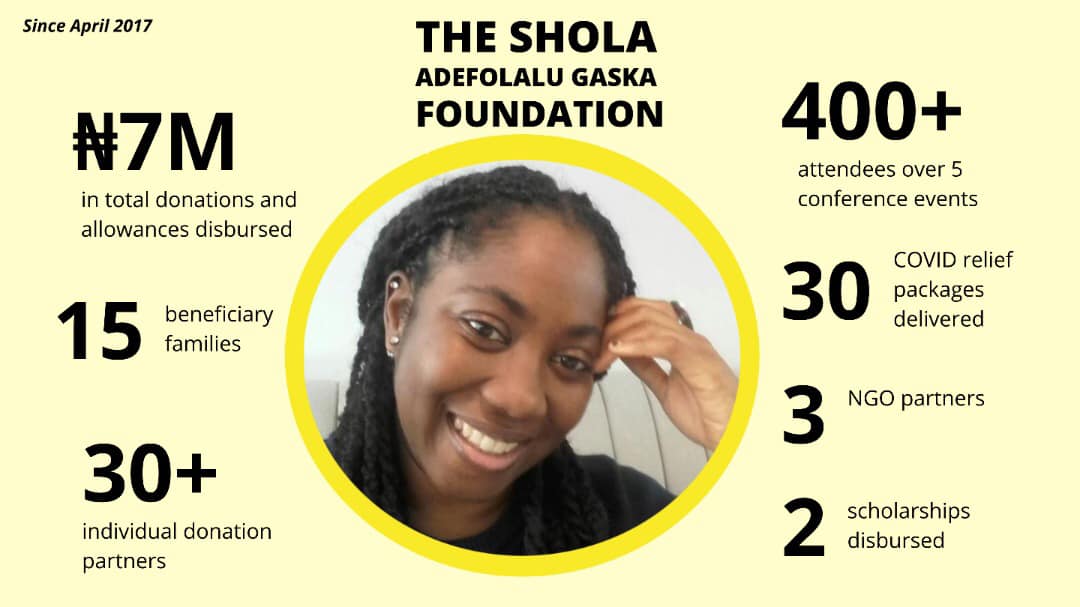 Since April 2017
THE SHOLA
ADEFOLALU GASKA
FOUNDATION
₦7M
in total donations and
allowances disbursed
15
beneficiary
families
30+
individual donation
partners
400+
attendees over 5
conference events
30
COVID relief
packages
delivered
3
NGO partners
2
scholarships
disbursed